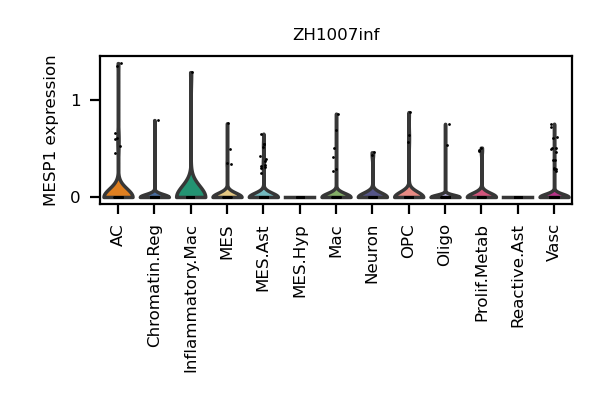 ZH1007inf
MESP1 expression
1
0
AC
Chromatin.Reg
Inflammatory.Mac
MES
MES.Ast
MES.Hyp
Mac
Neuron
OPC
Oligo
Prolif.Metab
Reactive.Ast
Vasc